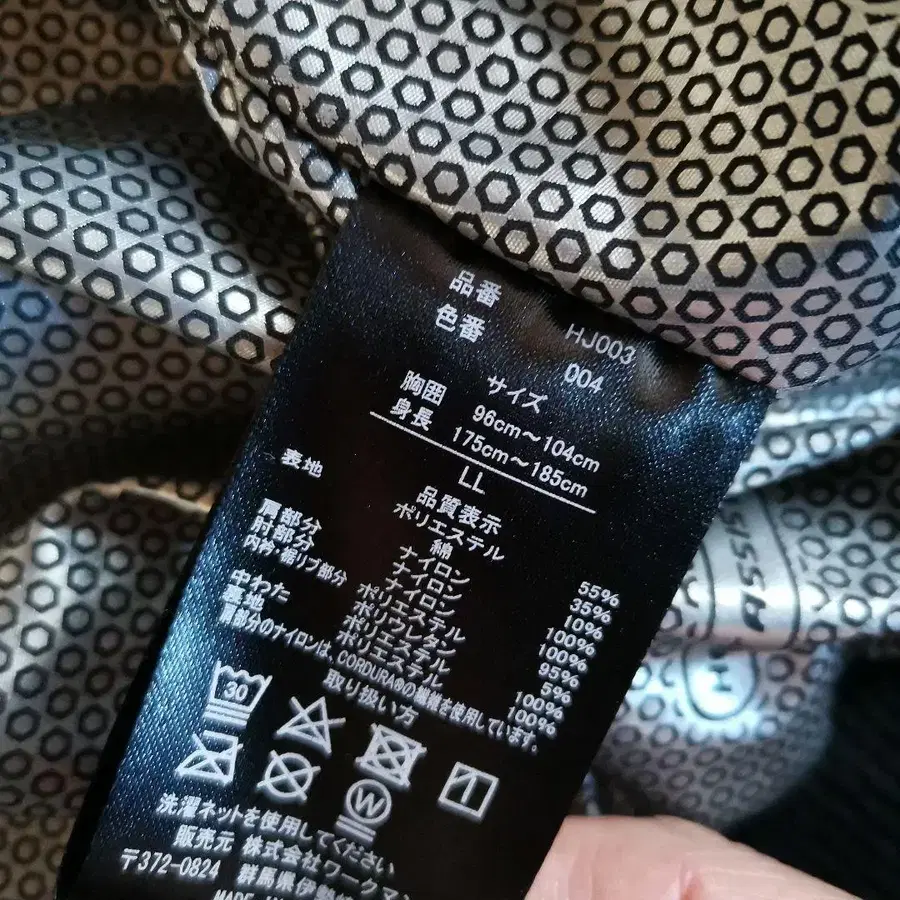 品番 HJ003
色番 004
サイズ
胸囲 96cm～104cm
身長 175cm～185cm
LL
品質表示
表地 ポリエステル 55%
綿 35%
ナイロン 10%
肩部分 ナイロン 100%
肘部分 ナイロン 100%
内衿・裾リブ部分 ポリエステル 95%
ポリウレタン 5%
中わた ポリエステル 100%
裏地 ポリエステル 100%
肩部分のナイロンは、CORDURA®の繊維を使用しています。
取り扱い方
30
W
洗濯ネットを使用してください
販売元 株式会社ワークマン
〒372-0824 群馬県伊勢
MADE IN